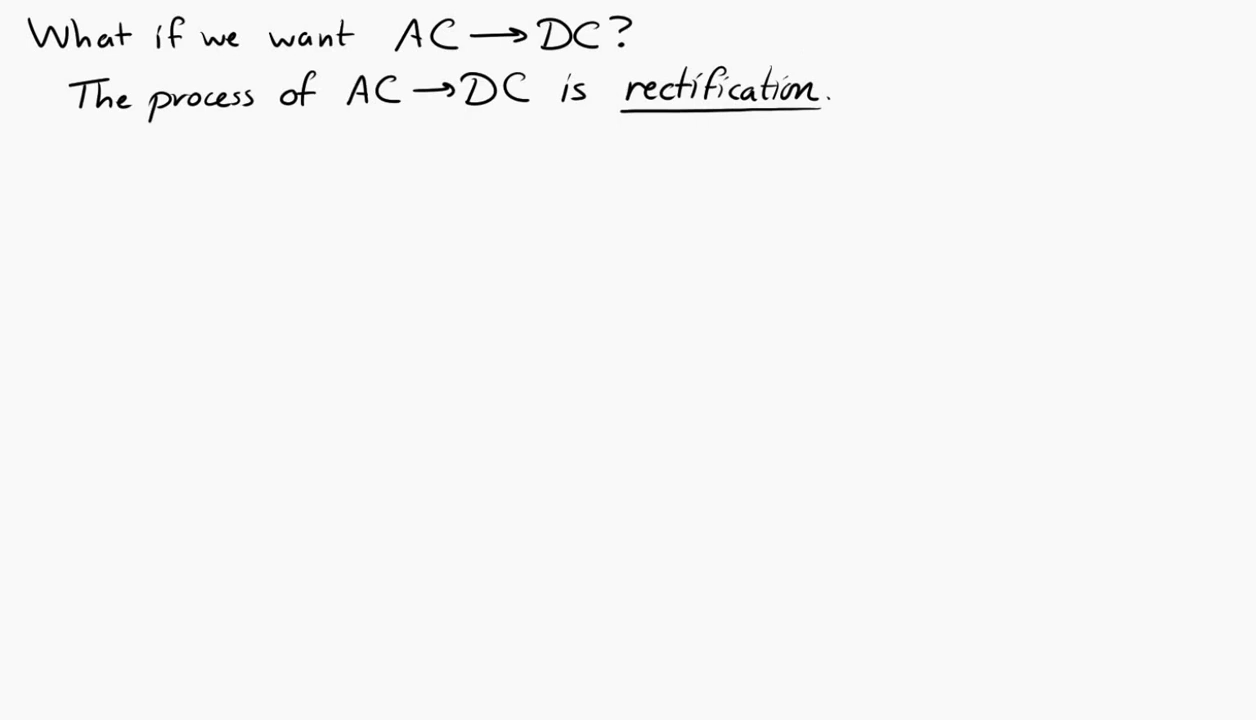 What if we want AC → DC?
The process of AC → DC is rectification.